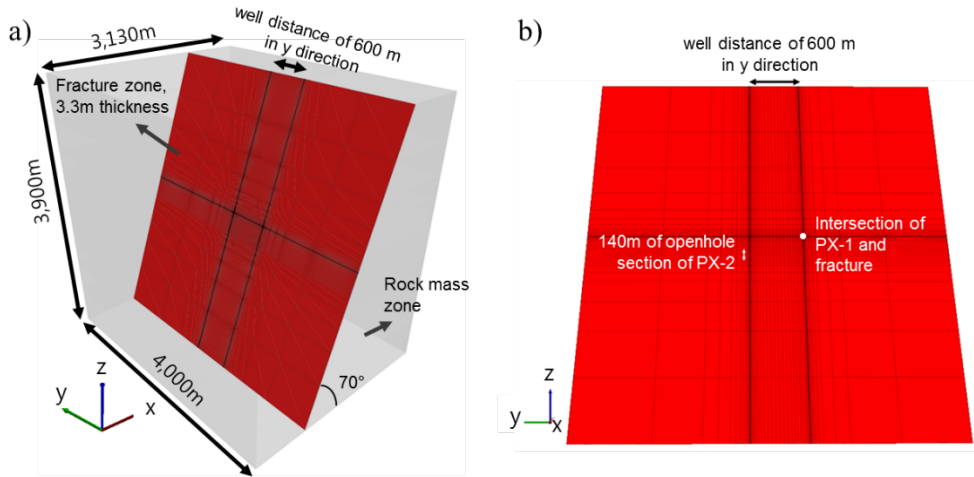 a)
3,130m
well distance of 600 m
in y direction
Fracture zone,
3.3m thickness
3,900m
Rock mass
zone
4,000m
70°
z
y
x
b)
well distance of 600 m
in y direction
Intersection of
PX-1 and
fracture
140m of openhole
section of PX-2
z
y
x